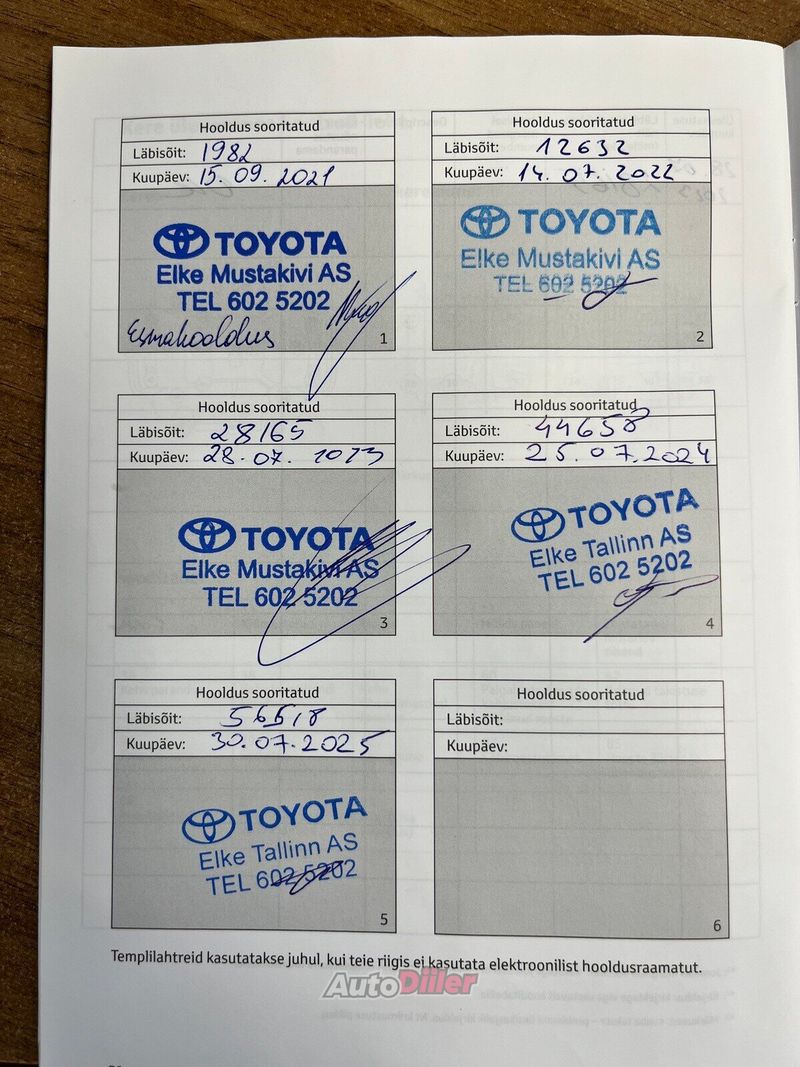 Hooldus sooritatud
Läbisõit: 1982
Kuupäev: 15.09.2021
TOYOTA
Elke Mustakivi AS
TEL 602 5202
Esmahooldus
1
Hooldus sooritatud
Läbisõit: 12632
Kuupäev: 14.07.2022
TOYOTA
Elke Mustakivi AS
TEL 602 5202
2
Hooldus sooritatud
Läbisõit: 28165
Kuupäev: 28.07.2023
TOYOTA
Elke Mustakivi AS
TEL 602 5202
3
Hooldus sooritatud
Läbisõit: 44658
Kuupäev: 25.07.2024
TOYOTA
Elke Tallinn AS
TEL 602 5202
4
Hooldus sooritatud
Läbisõit:
Kuupäev: 30.07.2025
TOYOTA
Elke Tallinn AS
TEL 602 5202
5
Hooldus sooritatud
Läbisõit:
Kuupäev:
6
Templilahtreid kasutatakse juhul, kui teie riigis ei kasutata elektroonilist hooldusraamatut.
AutoDiller